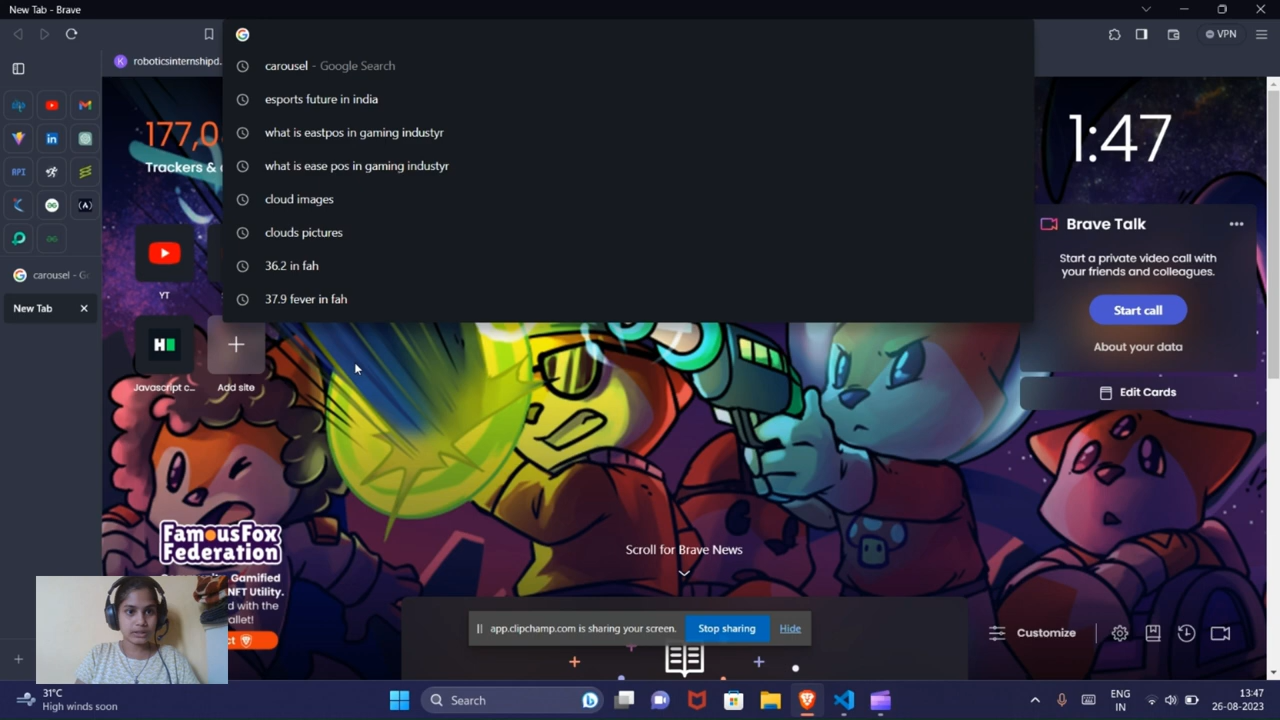 New Tab - Brave
VPN
roboticsinternshipd.
carousel - Google Search
esports future in india
what is eastpos in gaming industyr
what is ease pos in gaming industyr
cloud images
clouds pictures
36.2 in fah
37.9 fever in fah
177,0
Trackers &
1:47
Brave Talk
Start a private video call with
your friends and colleagues.
Start call
About your data
Edit Cards
carousel - Go
New Tab
YT
Javascript c...
Add site
FamousFox
Federation
Gamified
NFT Utility.
d with the
allet!
Scroll for Brave News
app.clipchamp.com is sharing your screen.
Stop sharing
Hide
Customize
31°C
High winds soon
Search
ENG
IN
13:47
26-08-2023